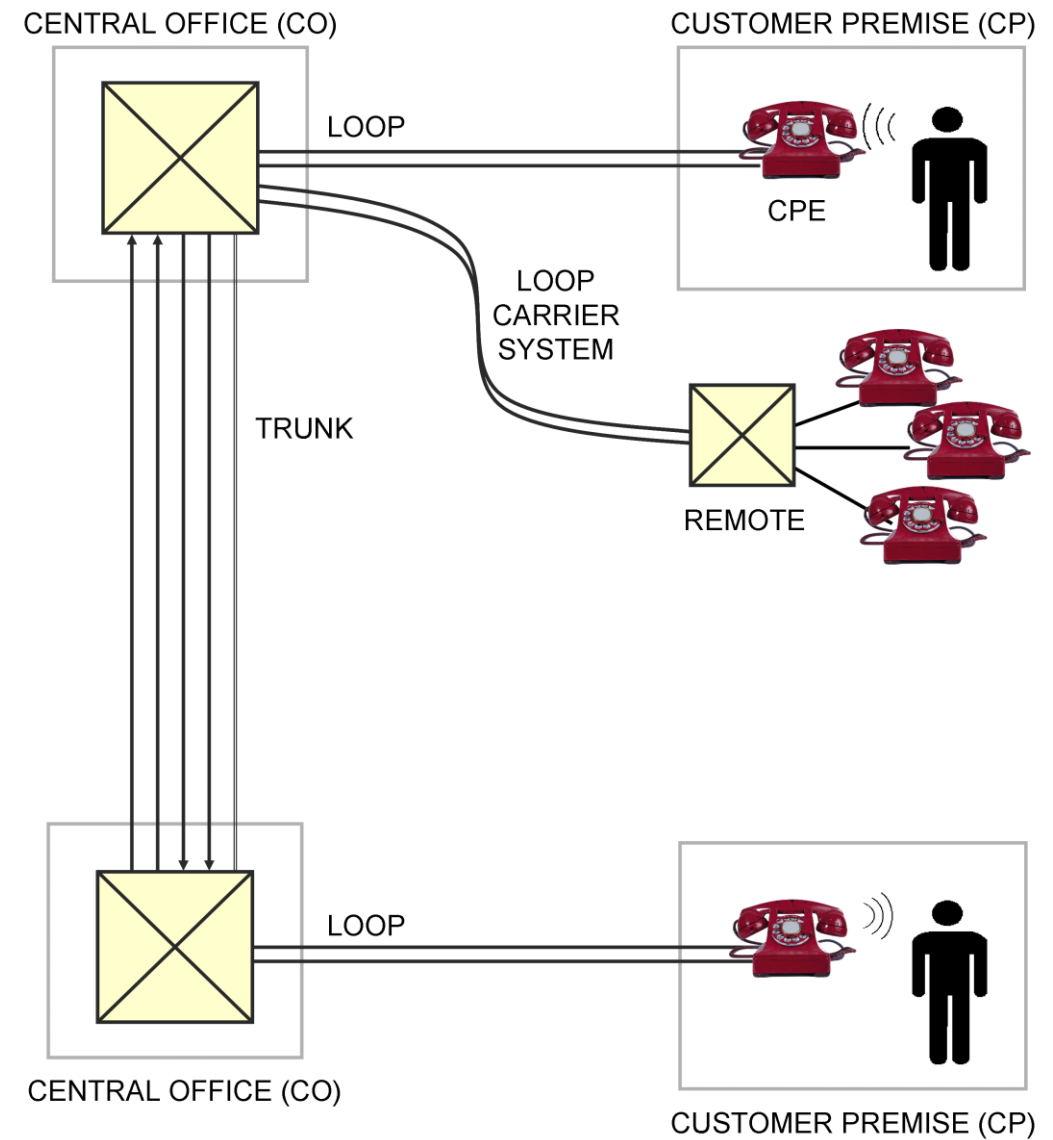 CENTRAL OFFICE (CO)
CUSTOMER PREMISE (CP)
LOOP
CPE
LOOP
CARRIER
SYSTEM
TRUNK
REMOTE
LOOP
CENTRAL OFFICE (CO)
CUSTOMER PREMISE (CP)